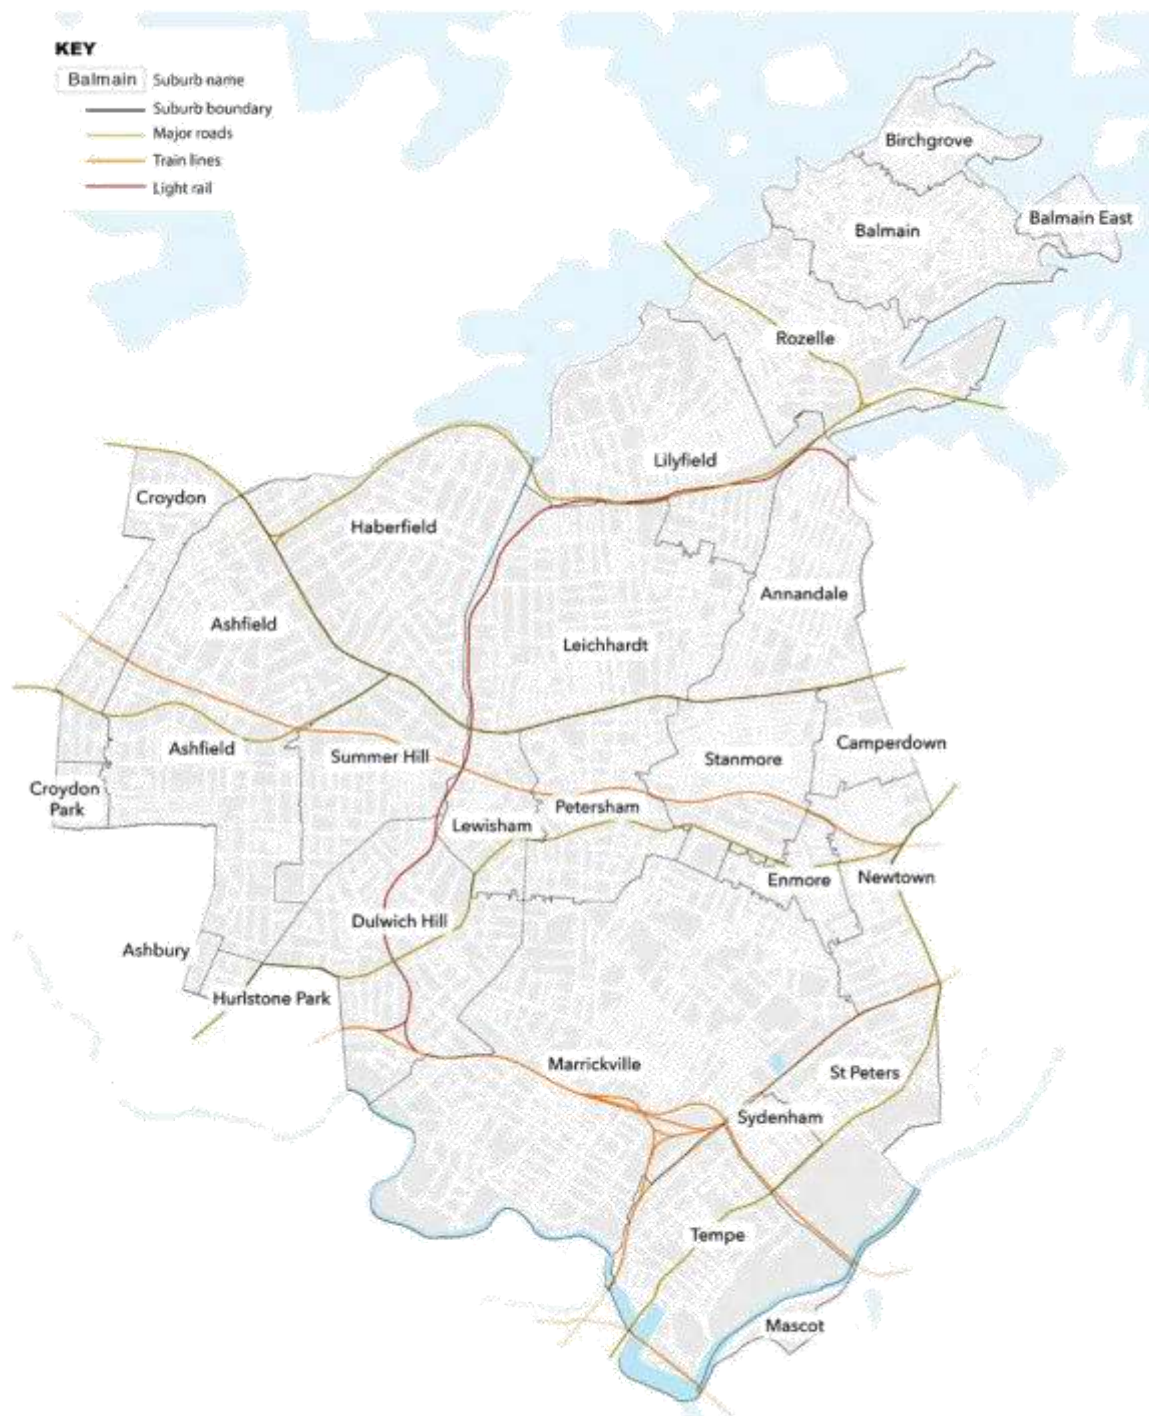 KEY
Balmain Suburb name
Suburb boundary
Major roads
Train lines
Light rail
Birchgrove
Balmain East
Balmain
Rozelle
Lilyfield
Croydon
Haberfield
Annandale
Ashfield
Leichhardt
Camperdown
Ashfield
Summer Hill
Stanmore
Croydon
Park
Petersham
Lewisham
Enmore
Newtown
Dulwich Hill
Ashbury
Hurlstone Park
Marrickville
St Peters
Sydenham
Tempe
Mascot